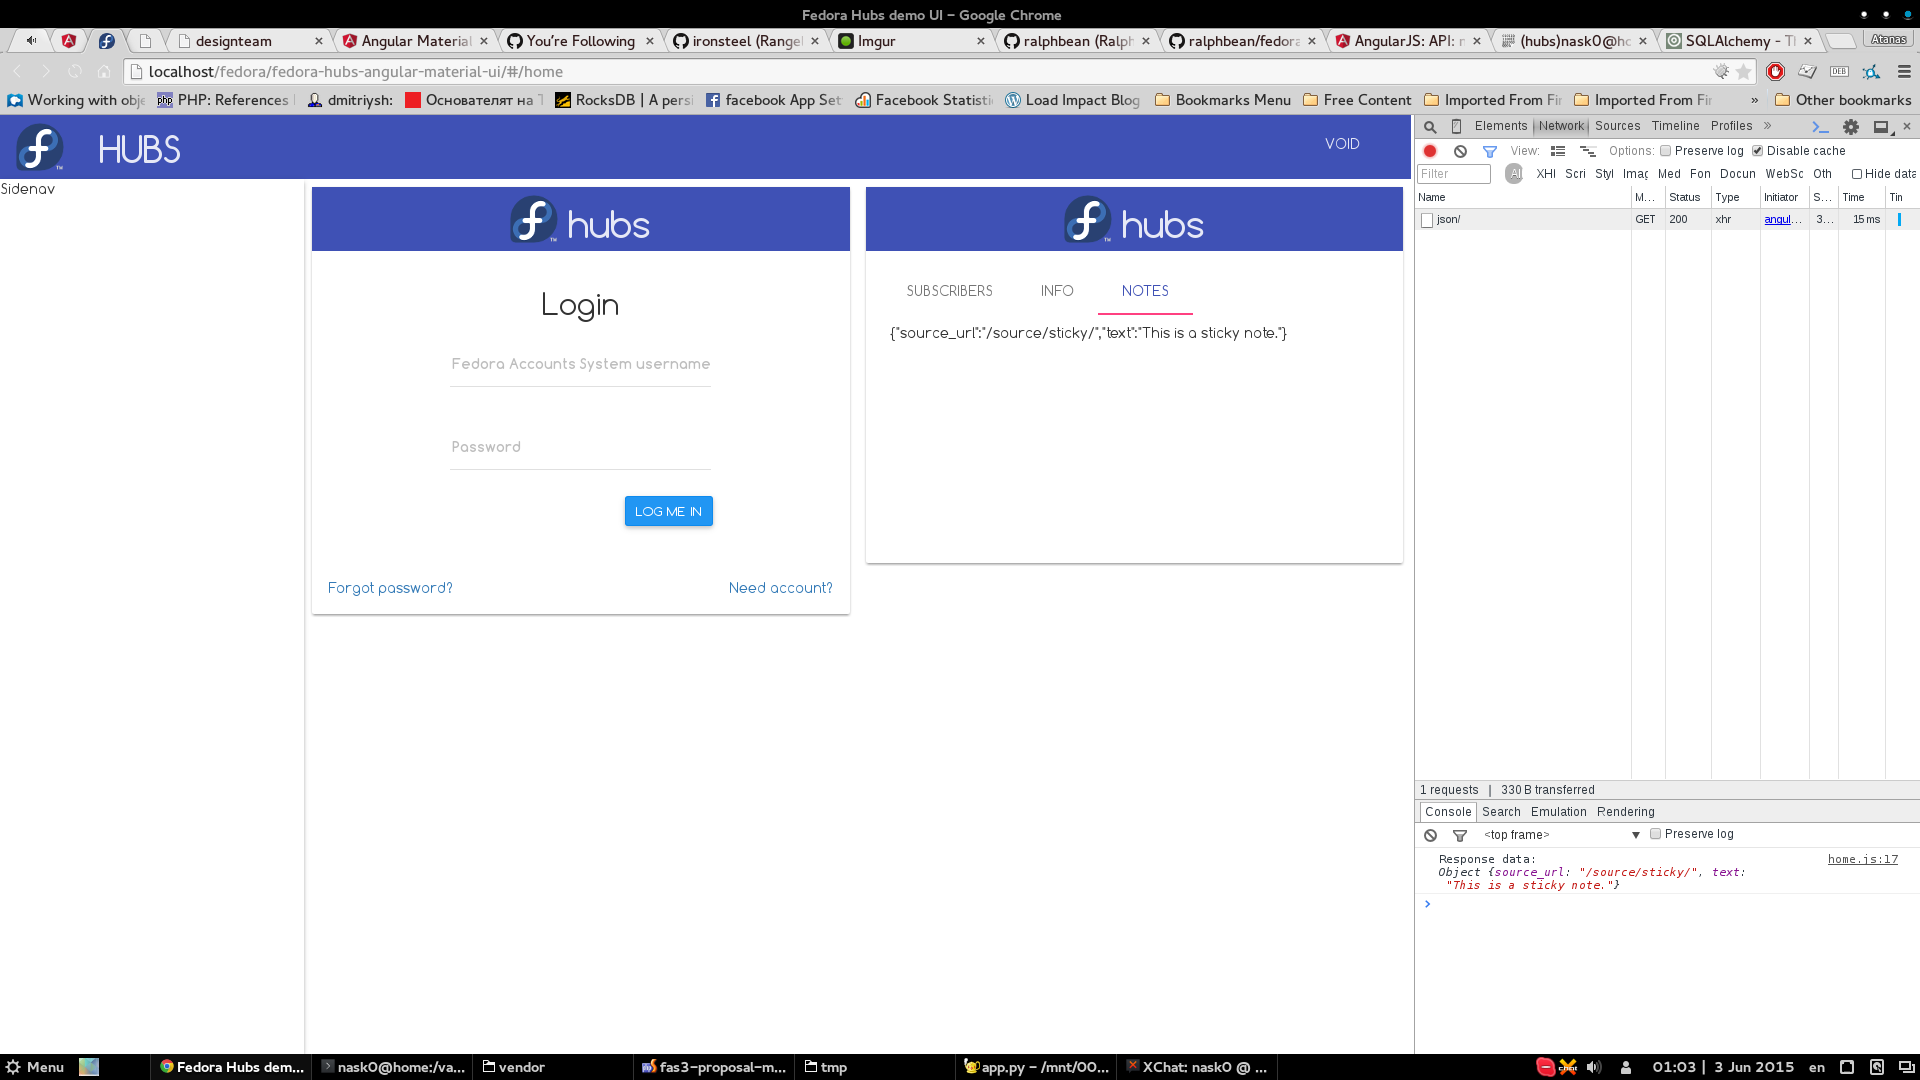 Fedora Hubs demo UI - Google Chrome
designteam
Angular Material
You're Following
ironsteel (Range
Imgur
ralphbean (Ralph
ralphbean/fedora
AngularJS: API: n
(hubs)nask0@hc
SQLAlchemy - Th
Atanas
localhost/fedora/fedora-hubs-angular-material-ui/#/home
DEB
Working with obje
PHP: References
dmitriysh:
Основателят на
RocksDB | A persi
facebook App Set
Facebook Statisti
Load Impact Blog
Bookmarks Menu
Free Content
Imported From Fir
Imported From Fir
»
Other bookmarks
HUBS
VOID
Sidenav
hubs
Login
Fedora Accounts System username
Password
LOG ME IN
Forgot password?
Need account?
hubs
SUBSCRIBERS
INFO
NOTES
{"source_url":"/source/sticky/","text":"This is a sticky note."}
Elements Network Sources Timeline Profiles »
View: Options: Preserve log Disable cache
Filter
All XHI Scri Styl Imag Med Fon Docun WebSc Oth Hide data
Name M... Status Type Initiator S... Time Tin
json/ GET 200 xhr angul... 3... 15 ms
1 requests | 330 B transferred
Console Search Emulation Rendering
<top frame> ▼ Preserve log
Response data: home.js:17
Object {source_url: "/source/sticky/", text:
"This is a sticky note."}
Menu
Fedora Hubs dem...
nask0@home:/va...
vendor
fas3-proposal-m...
tmp
app.py - /mnt/00...
XChat: nask0 @ ...
01:03 | 3 Jun 2015
en